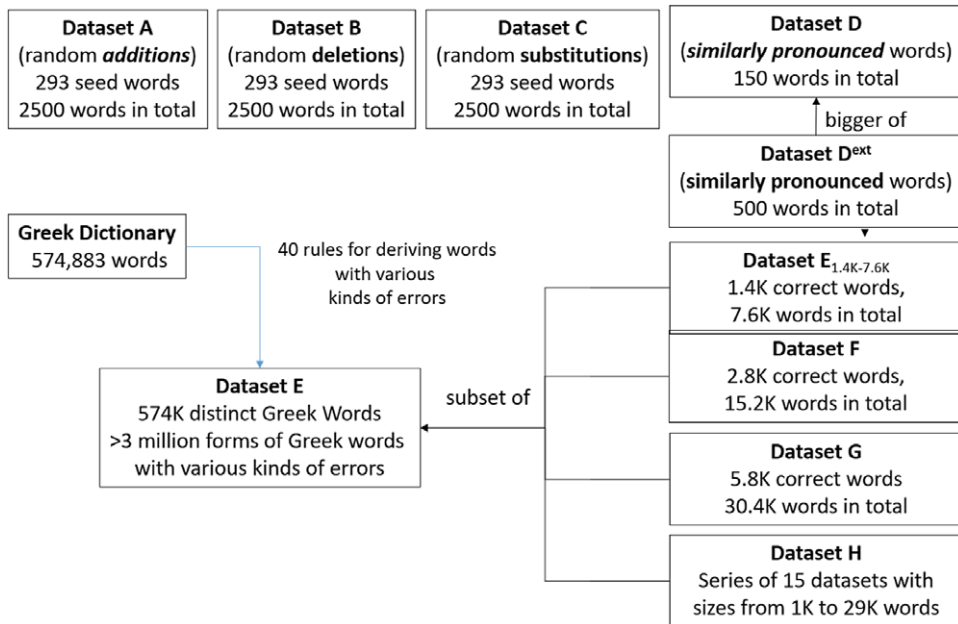 Dataset A
(random additions)
293 seed words
2500 words in total
Dataset B
(random deletions)
293 seed words
2500 words in total
Dataset C
(random substitutions)
293 seed words
2500 words in total
Dataset D
(similarly pronounced words)
150 words in total
bigger of
Dataset D^ext
(similarly pronounced words)
500 words in total
Greek Dictionary
574,883 words
40 rules for deriving words
with various
kinds of errors
Dataset E_1.4K-7.6K
1.4K correct words,
7.6K words in total
Dataset F
2.8K correct words,
15.2K words in total
Dataset E
574K distinct Greek Words
>3 million forms of Greek words
with various kinds of errors
subset of
Dataset G
5.8K correct words
30.4K words in total
Dataset H
Series of 15 datasets with
sizes from 1K to 29K words